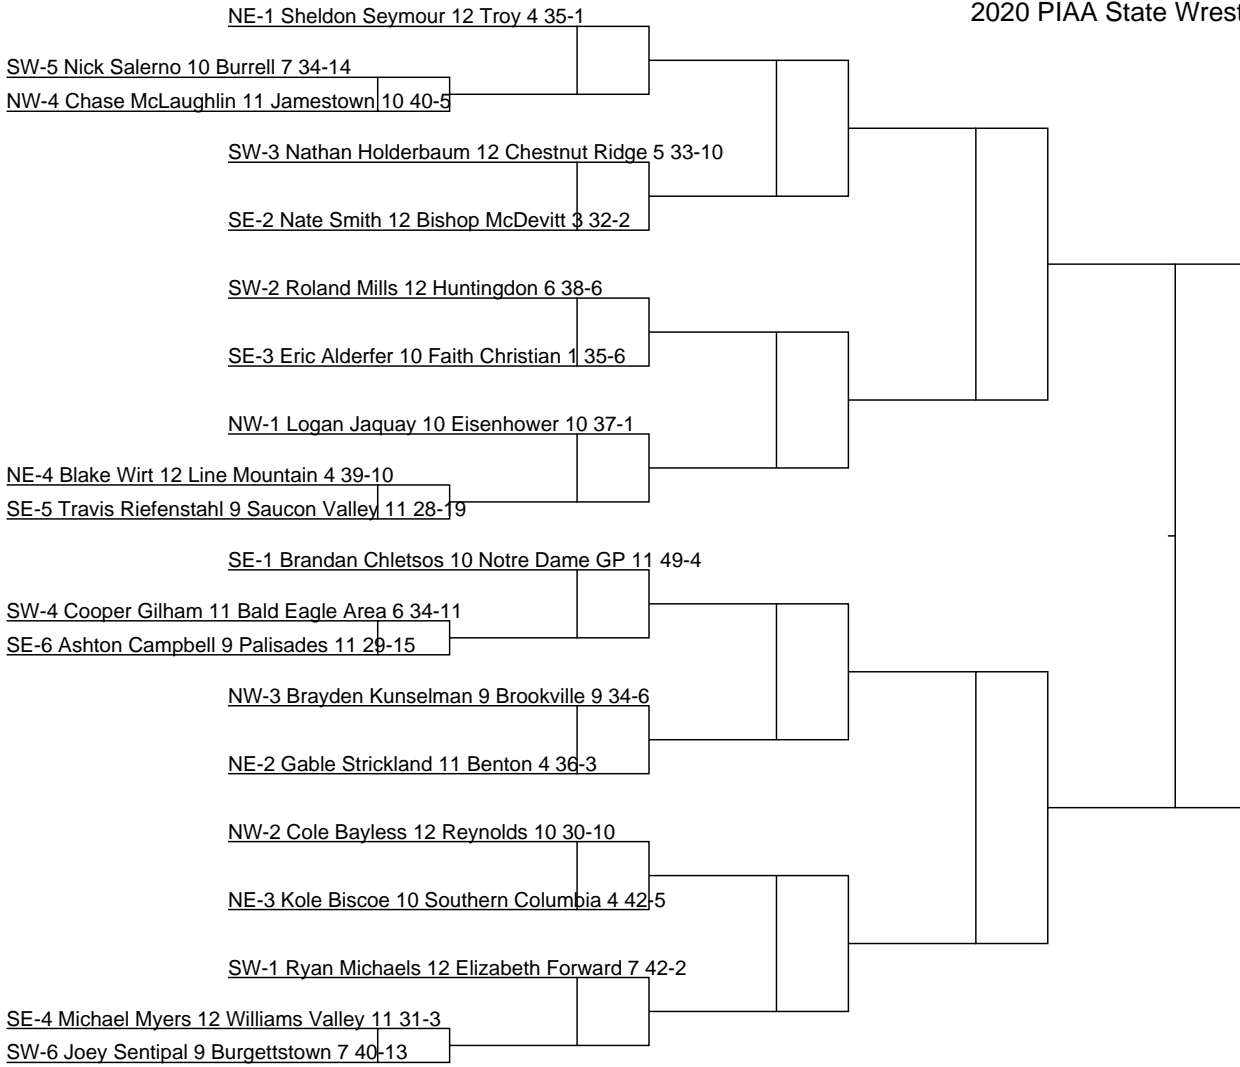 2020 PIAA State Wrest
NE-1 Sheldon Seymour 12 Troy 4 35-1
SW-5 Nick Salerno 10 Burrell 7 34-14
NW-4 Chase McLaughlin 11 Jamestown 10 40-5
SW-3 Nathan Holderbaum 12 Chestnut Ridge 5 33-10
SE-2 Nate Smith 12 Bishop McDevitt 3 32-2
SW-2 Roland Mills 12 Huntingdon 6 38-6
SE-3 Eric Alderfer 10 Faith Christian 1 35-6
NW-1 Logan Jaquay 10 Eisenhower 10 37-1
NE-4 Blake Wirt 12 Line Mountain 4 39-10
SE-5 Travis Riefenstahl 9 Saucon Valley 11 28-19
SE-1 Brandan Chletsos 10 Notre Dame GP 11 49-4
SW-4 Cooper Gilham 11 Bald Eagle Area 6 34-11
SE-6 Ashton Campbell 9 Palisades 11 29-15
NW-3 Brayden Kunselman 9 Brookville 9 34-6
NE-2 Gable Strickland 11 Benton 4 36-3
NW-2 Cole Bayless 12 Reynolds 10 30-10
NE-3 Kole Biscoe 10 Southern Columbia 4 42-5
SW-1 Ryan Michaels 12 Elizabeth Forward 7 42-2
SE-4 Michael Myers 12 Williams Valley 11 31-3
SW-6 Joey Sentipal 9 Burgettstown 7 40-13